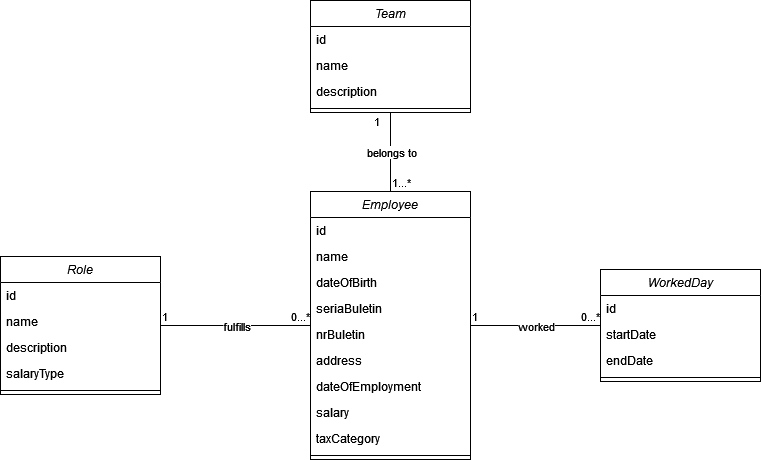 Team
id
name
description
1
belongs to
1...*
Employee
id
name
dateOfBirth
seriaBuletin
nrBuletin
address
dateOfEmployment
salary
taxCategory
Role
id
name
description
salaryType
1
fulfills
0...*
1
worked
0...*
WorkedDay
id
startDate
endDate